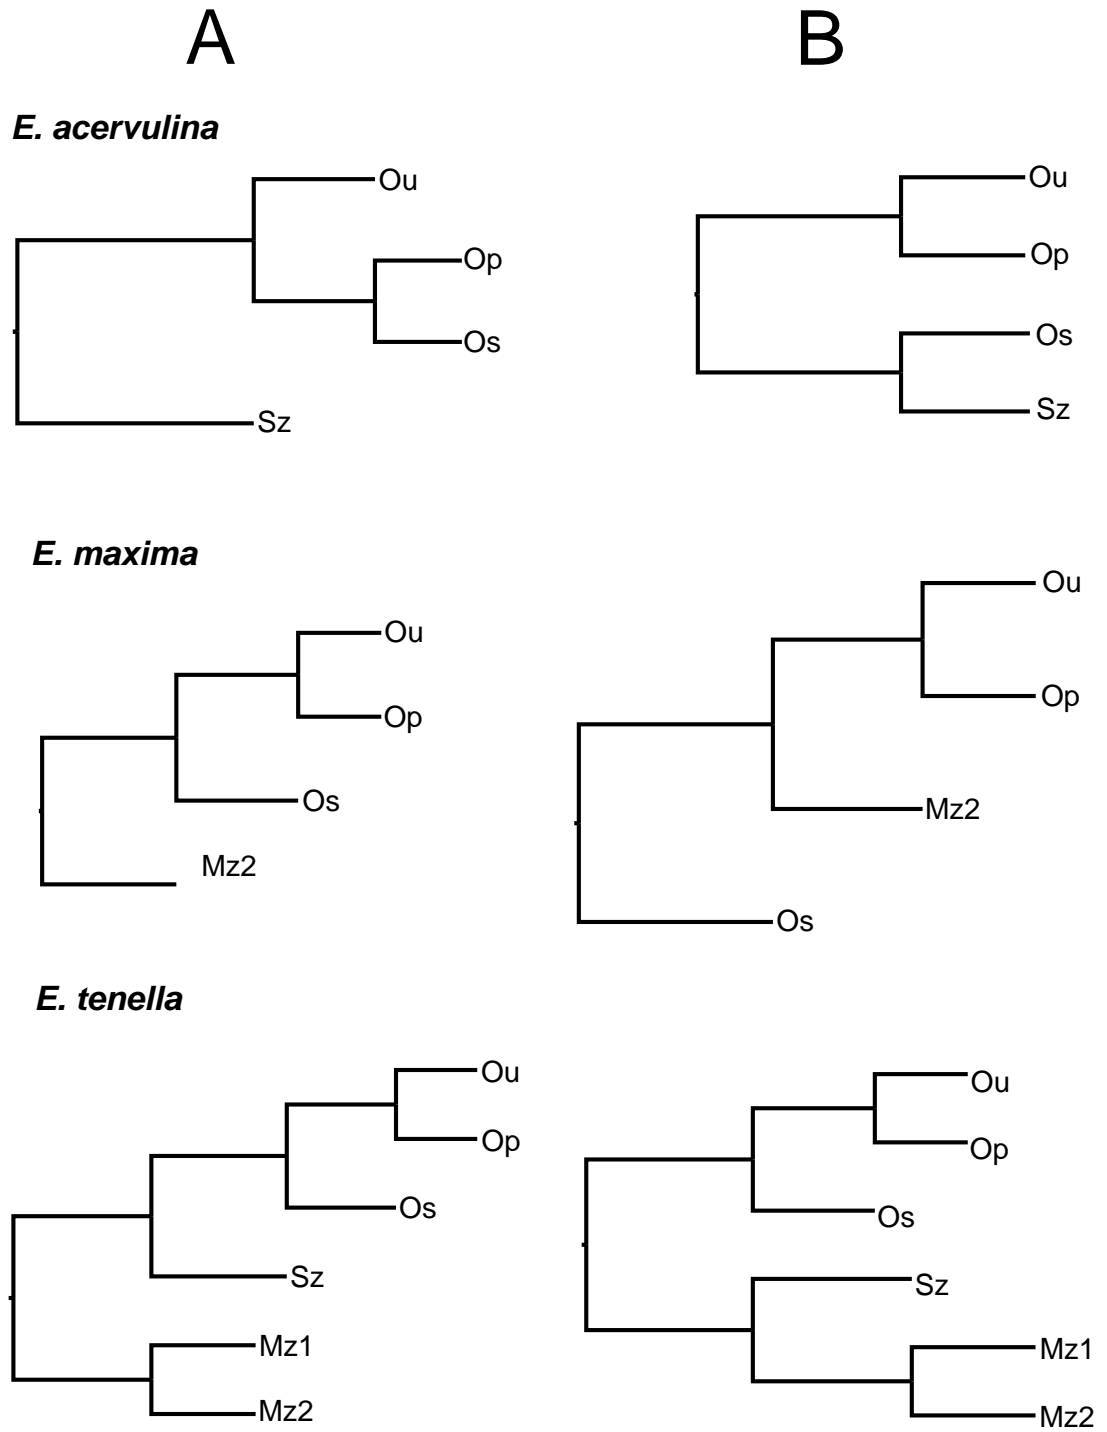 A
B
E. acervulina
Ou
Op
Os
Sz
Ou
Op
Os
Sz
E. maxima
Ou
Op
Os
Mz2
Ou
Op
Mz2
Os
E. tenella
Ou
Op
Os
Sz
Mz1
Mz2
Ou
Op
Os
Sz
Mz1
Mz2